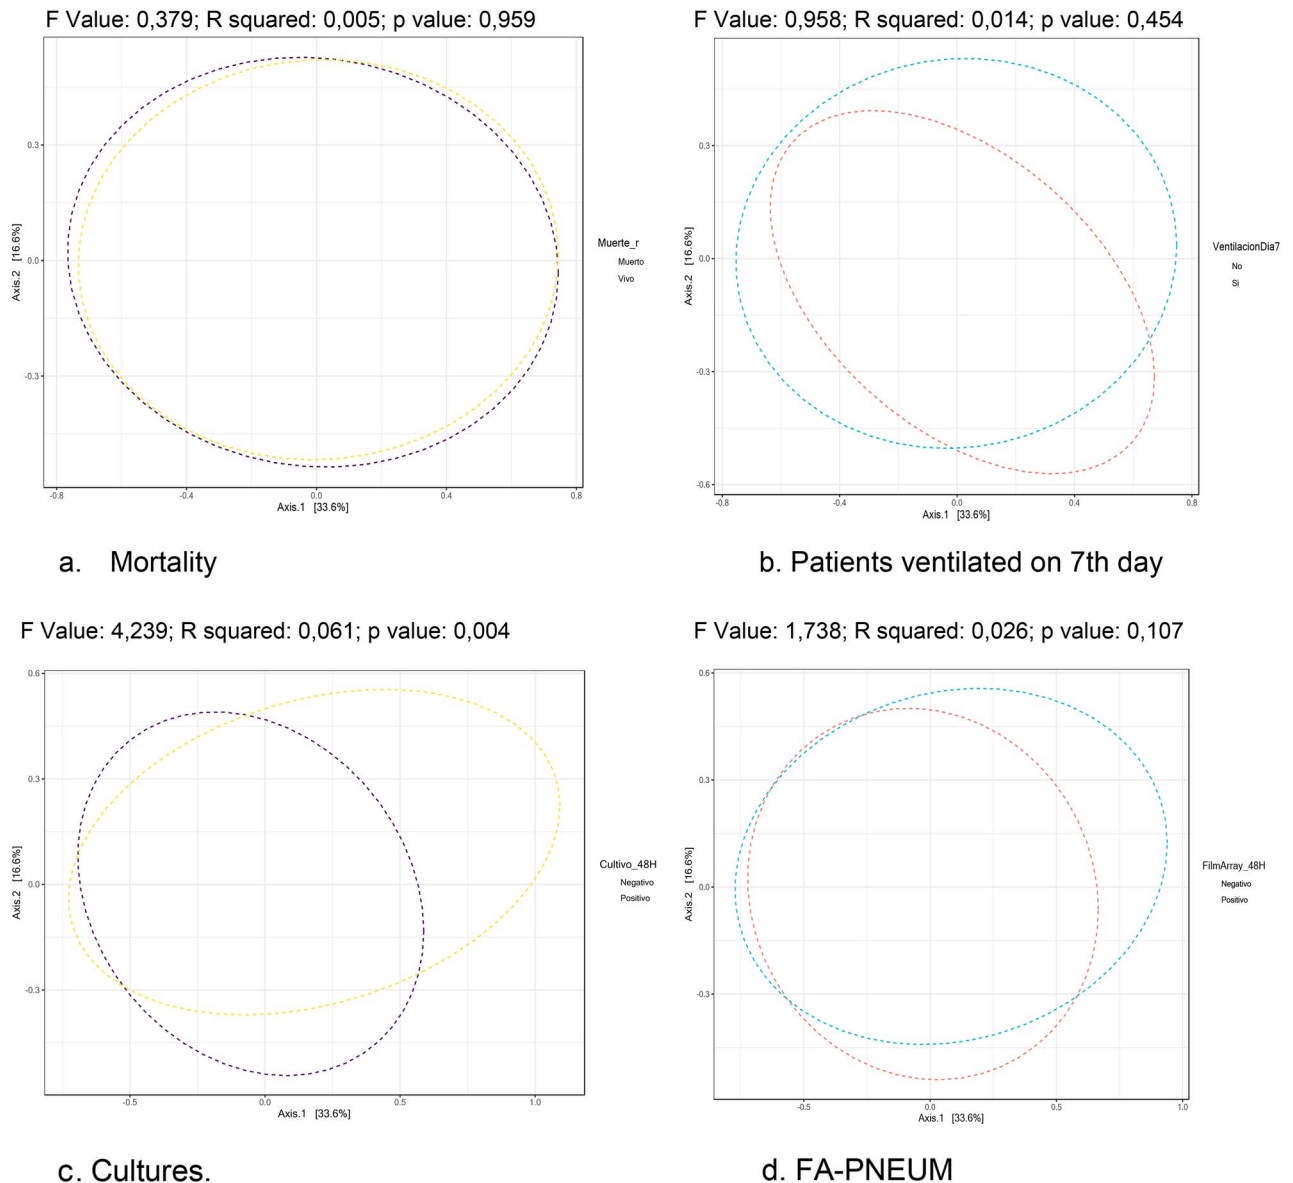 F Value: 0,379; R squared: 0,005; p value: 0,959
0.3
0.0
-0.3
Axis.2 [16.6%]
-0.8
-0.4
0.0
0.4
0.8
Axis.1 [33.6%]
Muerte_r
Muerto
Vivo
a. Mortality
F Value: 0,958; R squared: 0,014; p value: 0,454
0.3
0.0
-0.3
-0.6
Axis.2 [16.6%]
-0.8
-0.4
0.0
0.4
0.8
Axis.1 [33.6%]
VentilacionDia7
No
Si
b. Patients ventilated on 7th day
F Value: 4,239; R squared: 0,061; p value: 0,004
0.6
0.3
0.0
-0.3
Axis.2 [16.6%]
-0.5
0.0
0.5
1.0
Axis.1 [33.6%]
Cultivo_48H
Negativo
Positivo
c. Cultures.
F Value: 1,738; R squared: 0,026; p value: 0,107
0.6
0.3
0.0
-0.3
Axis.2 [16.6%]
-0.5
0.0
0.5
1.0
Axis.1 [33.6%]
FilmArray_48H
Negativo
Positivo
d. FA-PNEUM